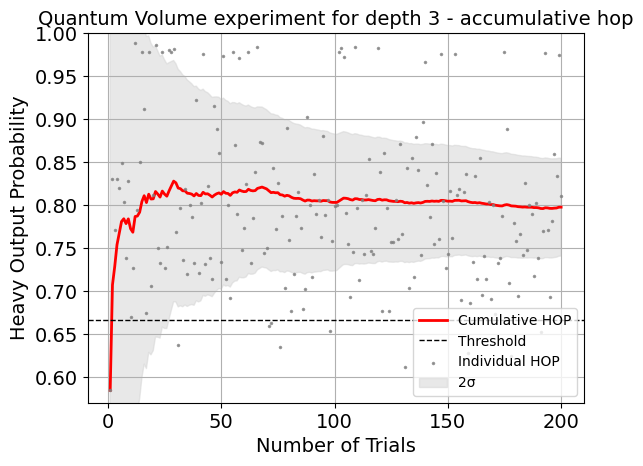 Quantum Volume experiment for depth 3 - accumulative hop
Heavy Output Probability
1.00
0.95
0.90
0.85
0.80
0.75
0.70
0.65
0.60
Cumulative HOP
Threshold
Individual HOP
2σ
0 50 100 150 200
Number of Trials